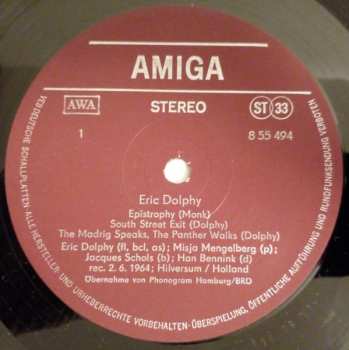 AMIGA
AWA
STEREO
ST 33
1
8 55 494
Eric Dolphy
Epistrophy (Monk)
South Street Exit (Dolphy)
The Madrig Speaks, The Panther Walks (Dolphy)
Eric Dolphy (fl, bcl, as); Misja Mengelberg (p);
Jacques Schols (b); Han Bennink (d)
rec. 2. 6. 1964; Hilversum / Holland
Übernahme von Phonogram Hamburg/BRD
VEB DEUTSCHE SCHALLPLATTEN · ALLE HERSTELLER- UND URHEBERRECHTE VORBEHALTEN · ÜBERSPIELUNG, ÖFFENTLICHE AUFFÜHRUNG UND RUNDFUNKSENDUNG VERBOTEN